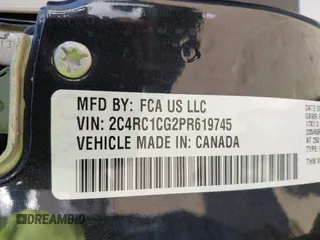 MFD BY: FCA US LLC
VIN: 2C4RC1CG2PR619745
VEHICLE MADE IN: CANADA
DREAMBID